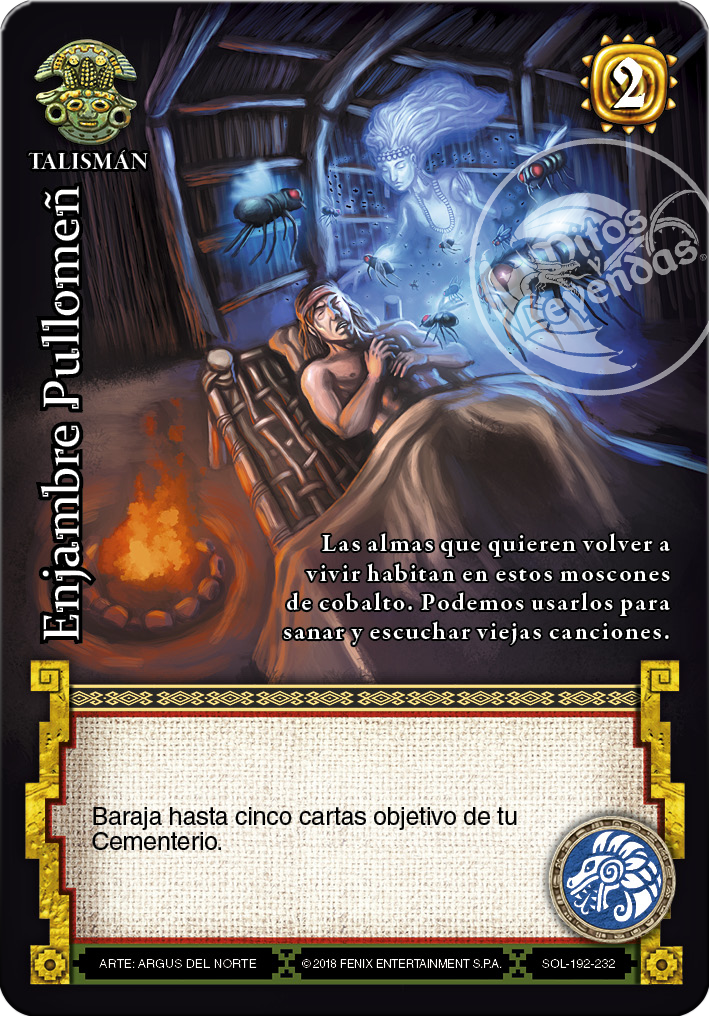 2
TALISMÁN
Mitos
y
Leyendas
Enjambre Pullomeñ
Las almas que quieren volver a
vivir habitan en estos moscones
de cobalto. Podemos usarlos para
sanar y escuchar viejas canciones.
Baraja hasta cinco cartas objetivo de tu
Cementerio.
ARTE: ARGUS DEL NORTE
©2018 FENIX ENTERTAINMENT S.P.A.
SOL-192-232